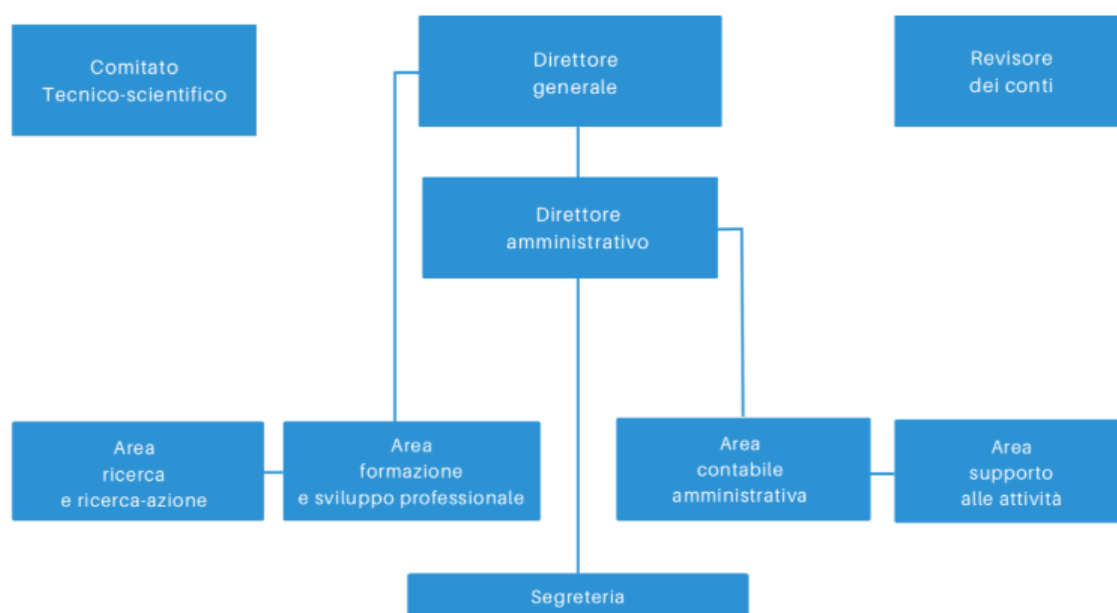 Comitato
Tecnico-scientifico
Direttore
generale
Revisore
dei conti
Direttore
amministrativo
Area
ricerca
e ricerca-azione
Area
formazione
e sviluppo professionale
Area
contabile
amministrativa
Area
supporto
alle attività
Segreteria